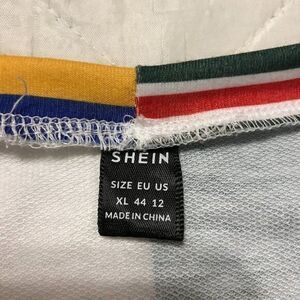 SHEIN
SIZE EU US
XL 44 12
MADE IN CHINA